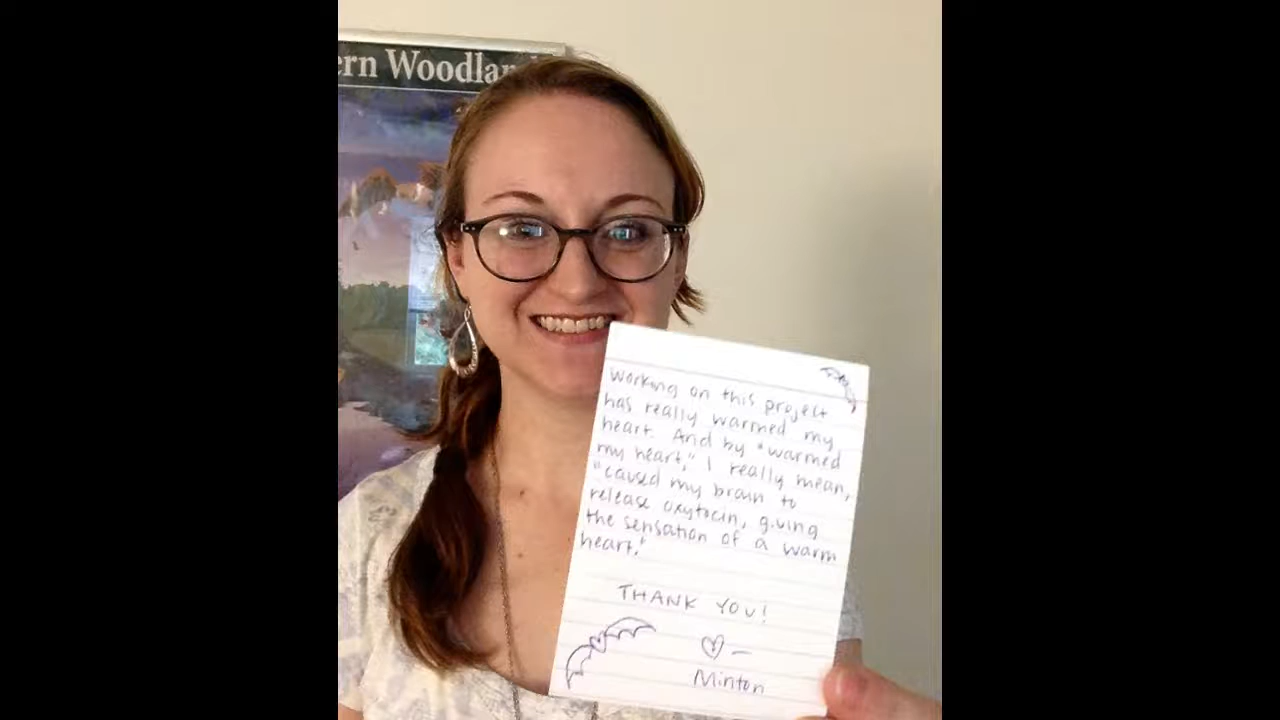 ern Woodlan
Working on this project
has really warmed my
heart. And by "warmed
my heart," I really mean,
"caused my brain to
release oxytocin, giving
the sensation of a warm
heart."
THANK YOU!
♡-
Minton